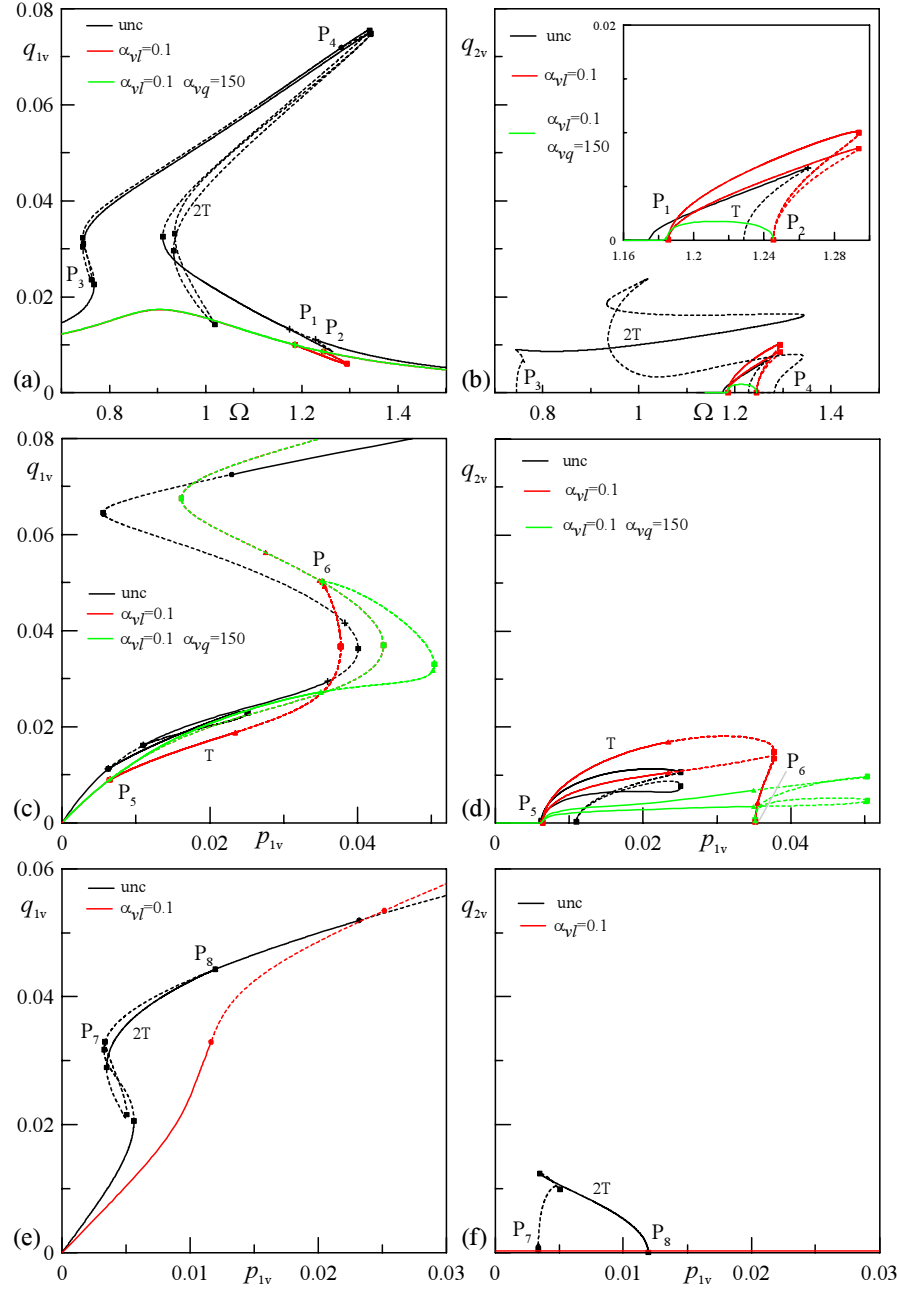 0.08
q1v
unc
αvl=0.1
αvl=0.1 αvq=150
P4
0.06
0.04
2T
P3
0.02
P1
P2
(a)
0
0.8
1
Ω
1.2
1.4
q2v
unc
αvl=0.1
αvl=0.1
αvq=150
0.02
P1
T
P2
0
1.16
1.2
1.24
1.28
2T
P3
P4
(b)
0.8
1
Ω
1.2
1.4
0.08
q1v
0.06
P6
unc
αvl=0.1
αvl=0.1 αvq=150
0.04
0.02
T
P5
(c)
0
0
0.02
p1v
0.04
q2v
unc
αvl=0.1
αvl=0.1 αvq=150
T
P6
P5
(d)
0
0.02
p1v
0.04
0.06
q1v
unc
αvl=0.1
P8
0.04
P7
2T
0.02
(e)
0
0
0.01
p1v
0.02
0.03
q2v
unc
αvl=0.1
2T
P7
P8
(f)
0
0.01
p1v
0.02
0.03